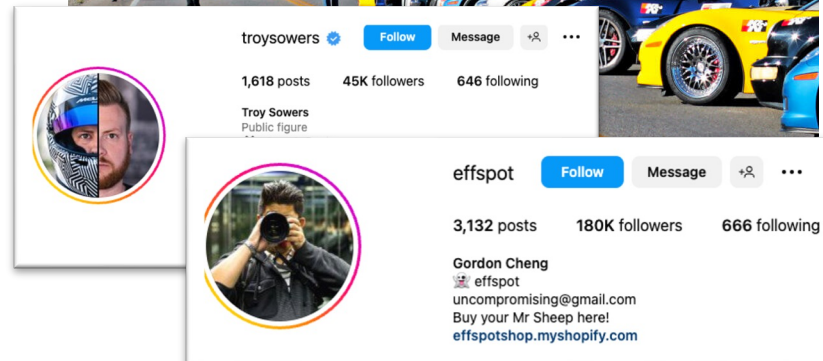 troysowers Follow Message
1,618 posts 45K followers 646 following
Troy Sowers
Public figure
effspot Follow Message
3,132 posts 180K followers 666 following
Gordon Cheng
👻 effspot
uncompromising@gmail.com
Buy your Mr Sheep here!
effspotshop.myshopify.com